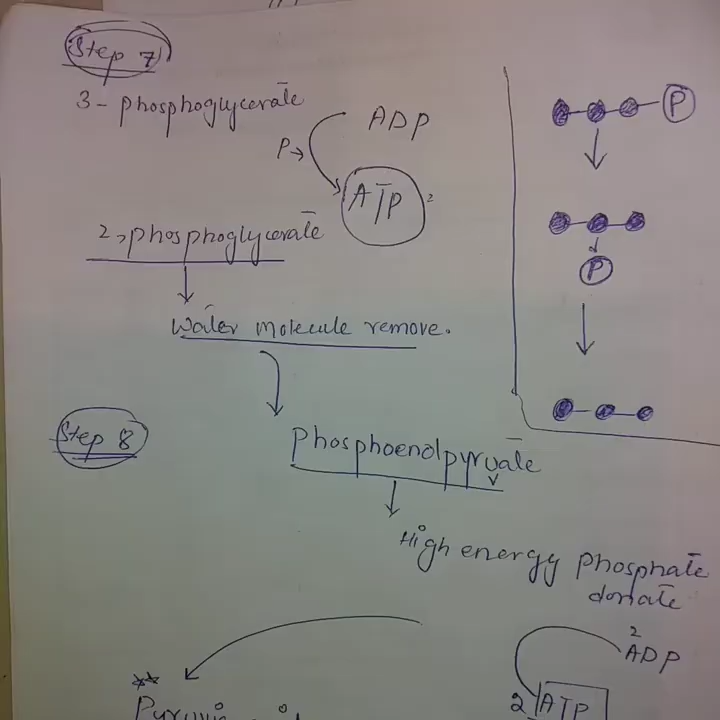 Step 7
3-phosphoglycerate
ADP
P→
ATP 2
2,phosphoglycerate
Water molecule remove.
Step 8
Phosphoenolpyruvate
High energy phosphate
donate
2
ADP
2 ATP
**
P
P